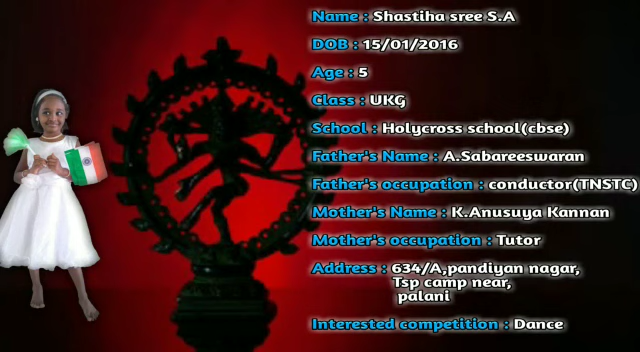 Name : Shastiha sree S.A
DOB : 15/01/2016
Age : 5
Class : UKG
School : Holycross school(cbse)
Father's Name : A.Sabareeswaran
Father's occupation : conductor(TNSTC)
Mother's Name : K.Anusuya Kannan
Mother's occupation : Tutor
Address : 634/A,pandiyan nagar,
Tsp camp near,
palani
Interested competition : Dance